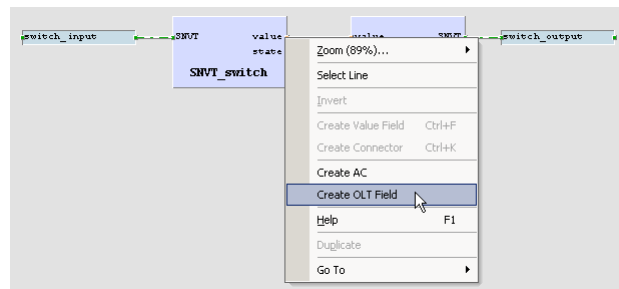 switch_input
SNVT value
state
SNVT_switch
value SNVT
switch_output
Zoom (89%)...
Select Line
Invert
Create Value Field Ctrl+F
Create Connector Ctrl+K
Create AC
Create OLT Field
Help F1
Duplicate
Go To